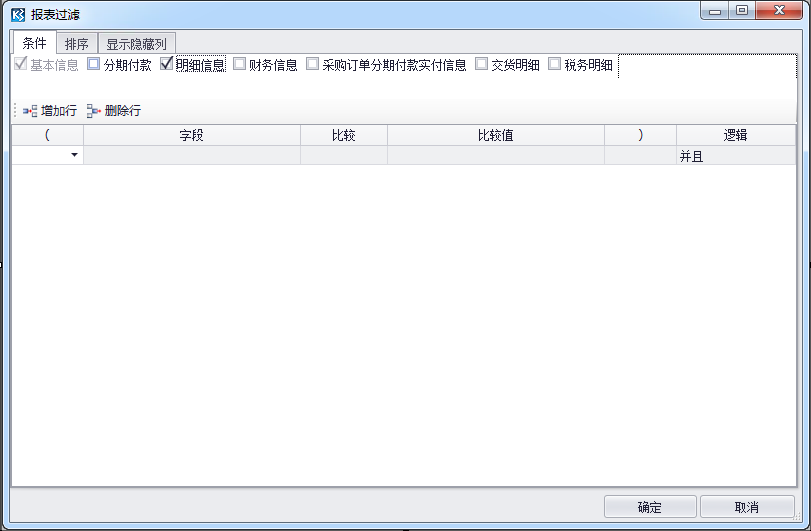 报表过滤
条件 排序 显示隐藏列
基本信息 分期付款 明细信息 财务信息 采购订单分期付款实付信息 交货明细 税务明细
增加行 删除行
( 字段 比较 比较值 ) 逻辑
并且
确定 取消